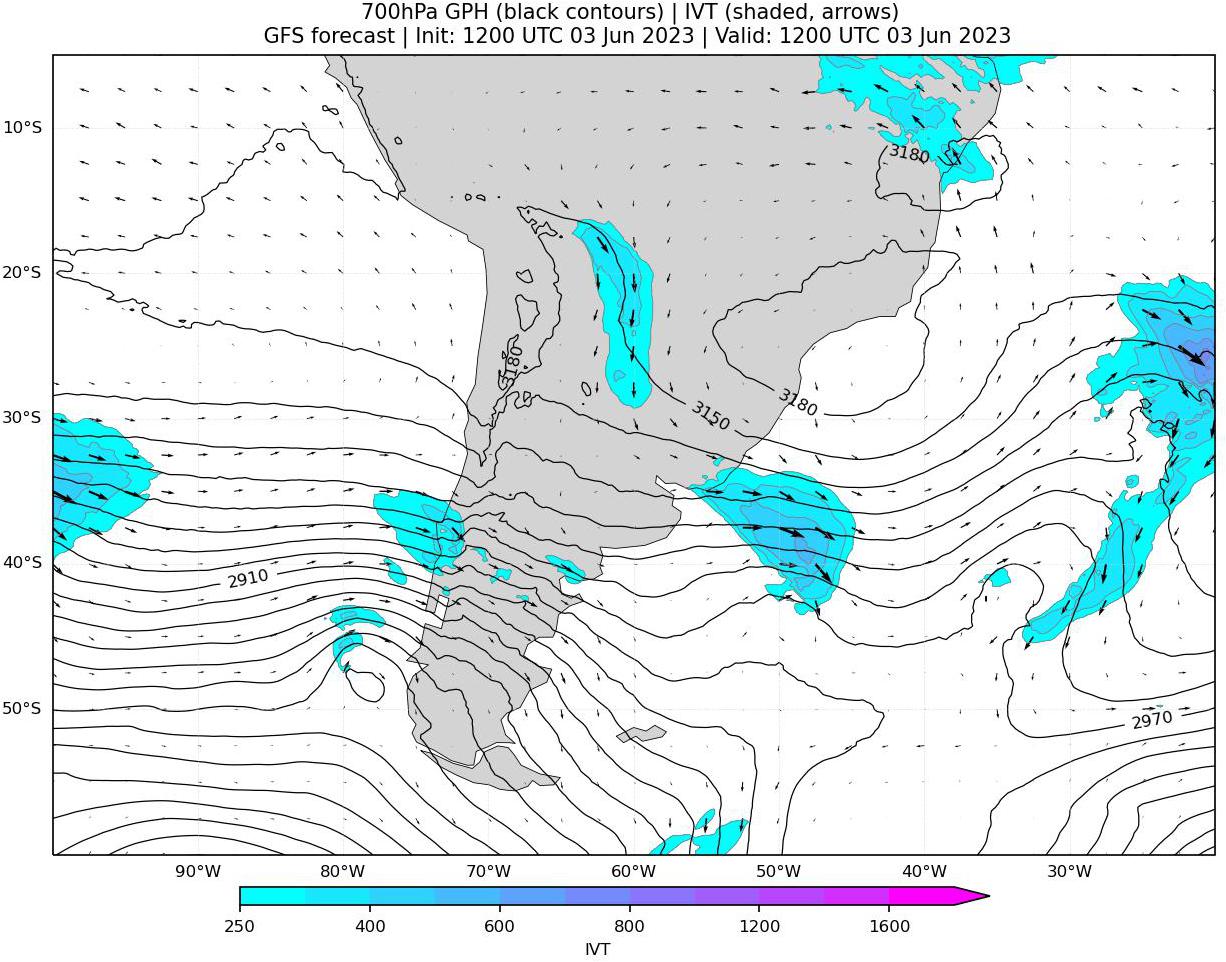 700hPa GPH (black contours) | IVT (shaded, arrows)
GFS forecast | Init: 1200 UTC 03 Jun 2023 | Valid: 1200 UTC 03 Jun 2023
10°S
3180
20°S
3180
3180
3150
30°S
40°S
2910
50°S
2970
90°W 80°W 70°W 60°W 50°W 40°W 30°W
250 400 600 800 1200 1600
IVT